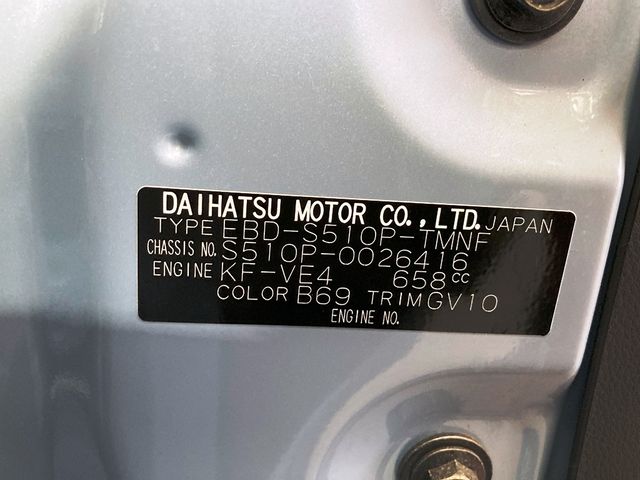 DAIHATSU MOTOR CO., LTD. JAPAN
TYPE EBD-S510P-TMNF
CHASSIS NO. S510P-0026416
ENGINE KF-VE4 658cc
COLOR B69 TRIM GV10
ENGINE NO.